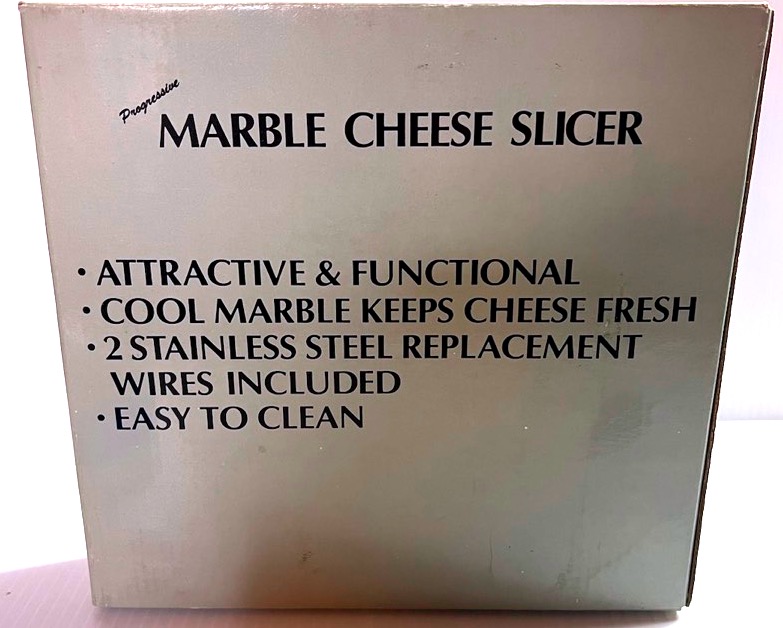 Progressive
MARBLE CHEESE SLICER
• ATTRACTIVE & FUNCTIONAL
• COOL MARBLE KEEPS CHEESE FRESH
• 2 STAINLESS STEEL REPLACEMENT
WIRES INCLUDED
• EASY TO CLEAN